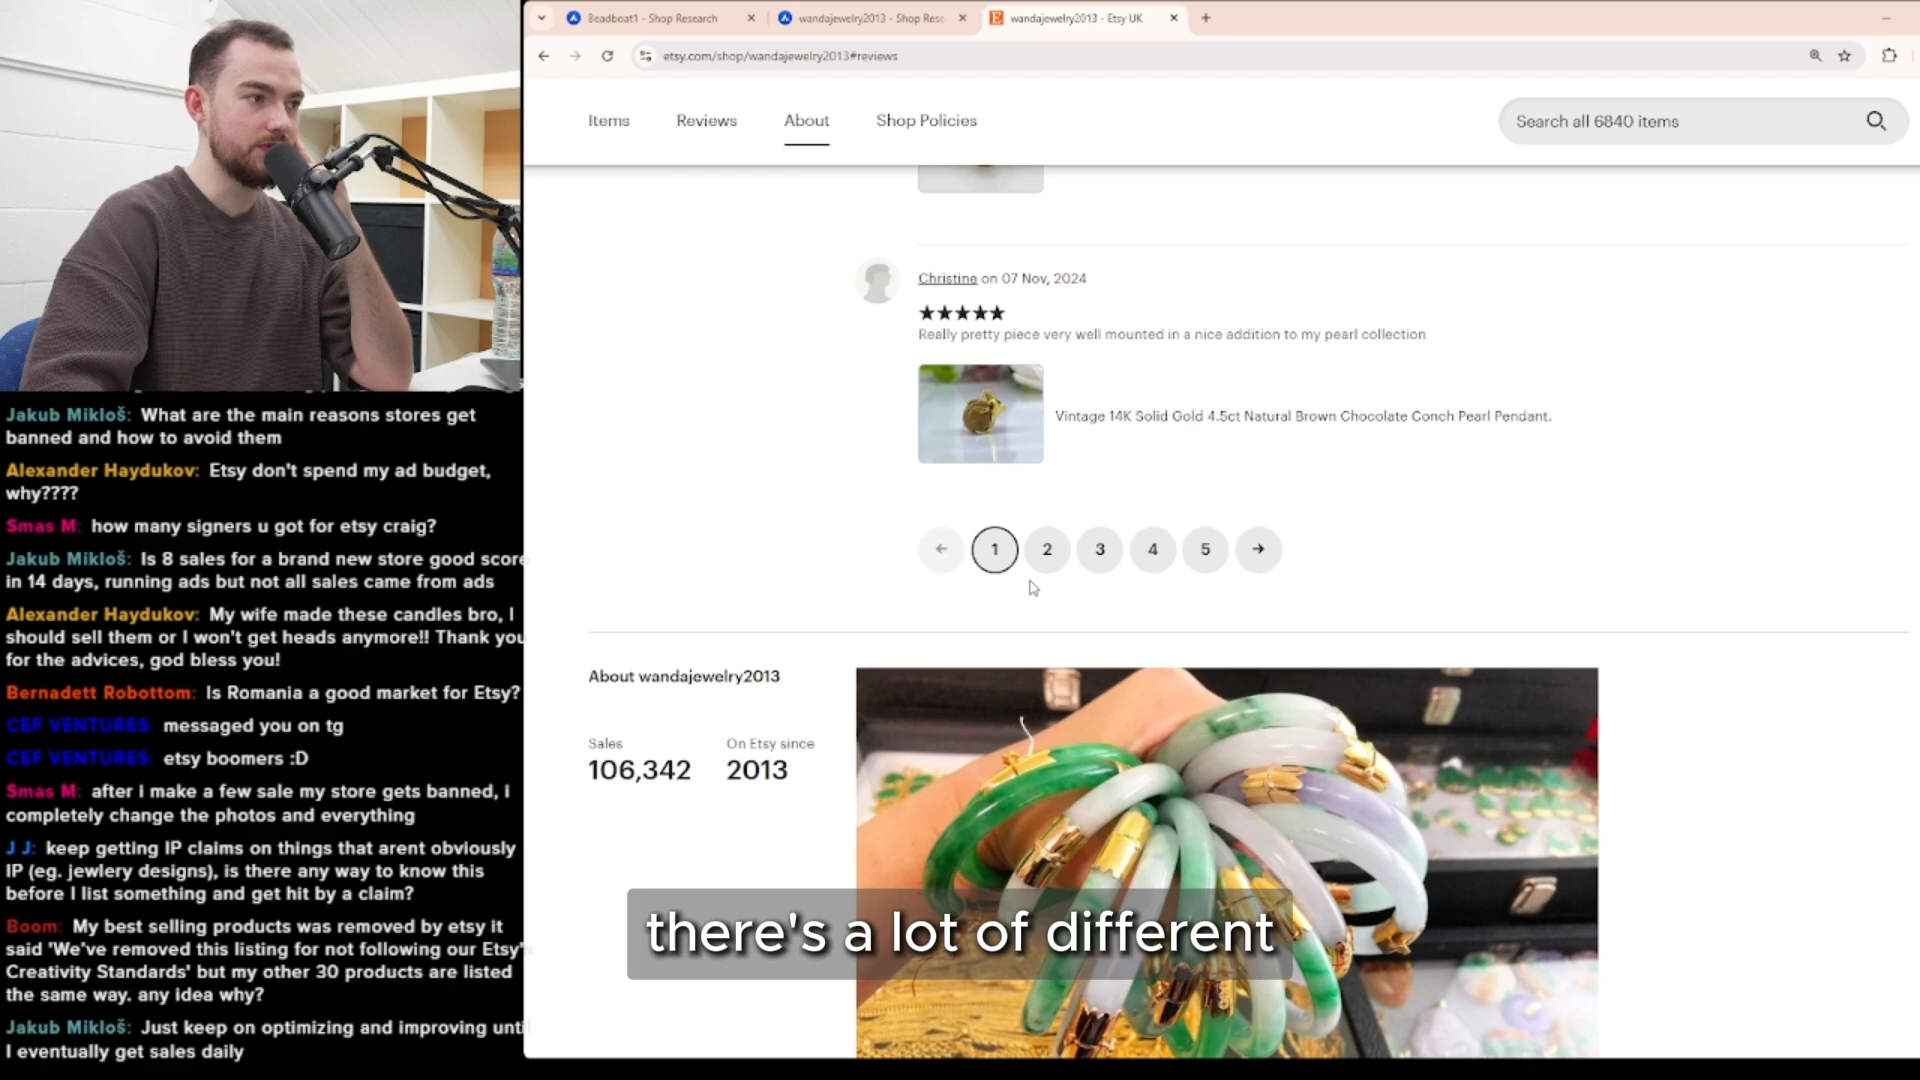 Beadboat1 - Shop Research
wandajewelry2013 - Shop Rese
wandajewelry2013 - Etsy UK
etsy.com/shop/wandajewelry2013#reviews
Items
Reviews
About
Shop Policies
Search all 6840 items
Christine on 07 Nov, 2024
★★★★★
Really pretty piece very well mounted in a nice addition to my pearl collection
Vintage 14K Solid Gold 4.5ct Natural Brown Chocolate Conch Pearl Pendant.
1 2 3 4 5
About wandajewelry2013
Sales
106,342
On Etsy since
2013
there's a lot of different
Jakub Mikloš: What are the main reasons stores get
banned and how to avoid them
Alexander Haydukov: Etsy don't spend my ad budget,
why????
Smas M: how many signers u got for etsy craig?
Jakub Mikloš: Is 8 sales for a brand new store good score
in 14 days, running ads but not all sales came from ads
Alexander Haydukov: My wife made these candles bro, I
should sell them or I won't get heads anymore!! Thank you
for the advices, god bless you!
Bernadett Robottom: Is Romania a good market for Etsy?
CEF VENTURES: messaged you on tg
CEF VENTURES: etsy boomers :D
Smas M: after i make a few sale my store gets banned, i
completely change the photos and everything
J J: keep getting IP claims on things that arent obviously
IP (eg. jewlery designs), is there any way to know this
before I list something and get hit by a claim?
Boom: My best selling products was removed by etsy it
said 'We've removed this listing for not following our Etsy's
Creativity Standards' but my other 30 products are listed
the same way. any idea why?
Jakub Mikloš: Just keep on optimizing and improving until
I eventually get sales daily